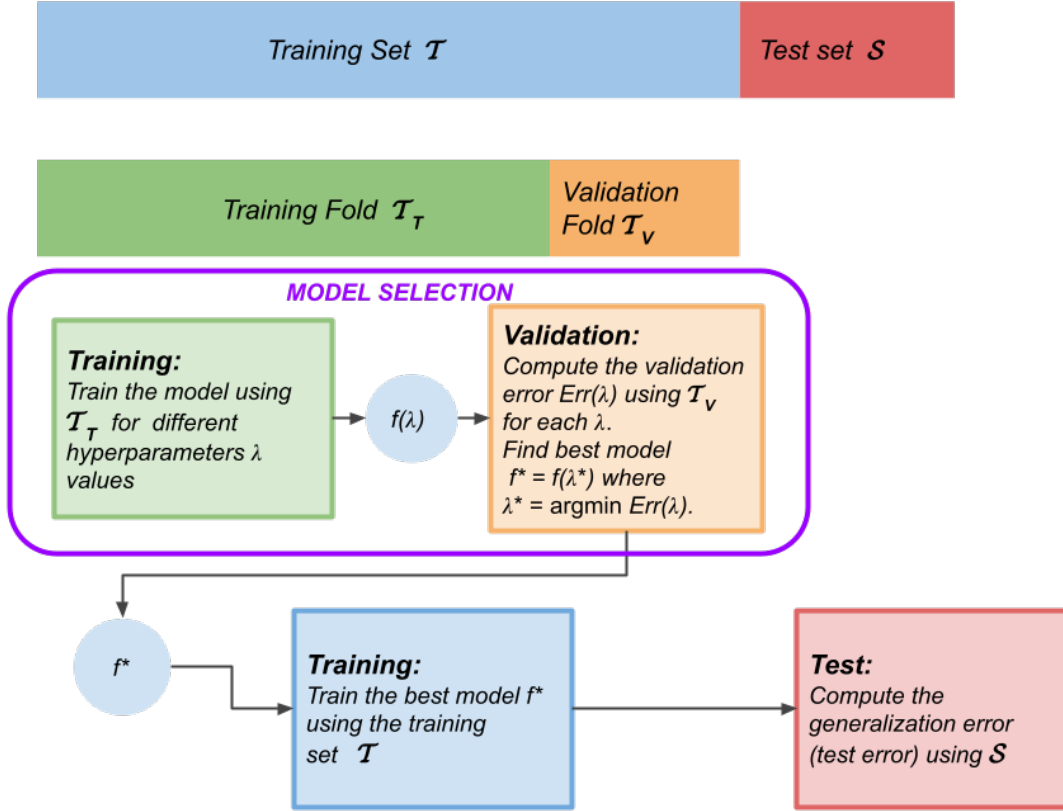 Training Set 𝒯
Test set 𝒮
Training Fold 𝒯_T
Validation
Fold 𝒯_V
MODEL SELECTION
Training:
Train the model using
𝒯_T for different
hyperparameters λ
values
f(λ)
Validation:
Compute the validation
error Err(λ) using 𝒯_V
for each λ.
Find best model
f* = f(λ*) where
λ* = argmin Err(λ).
f*
Training:
Train the best model f*
using the training
set 𝒯
Test:
Compute the
generalization error
(test error) using 𝒮